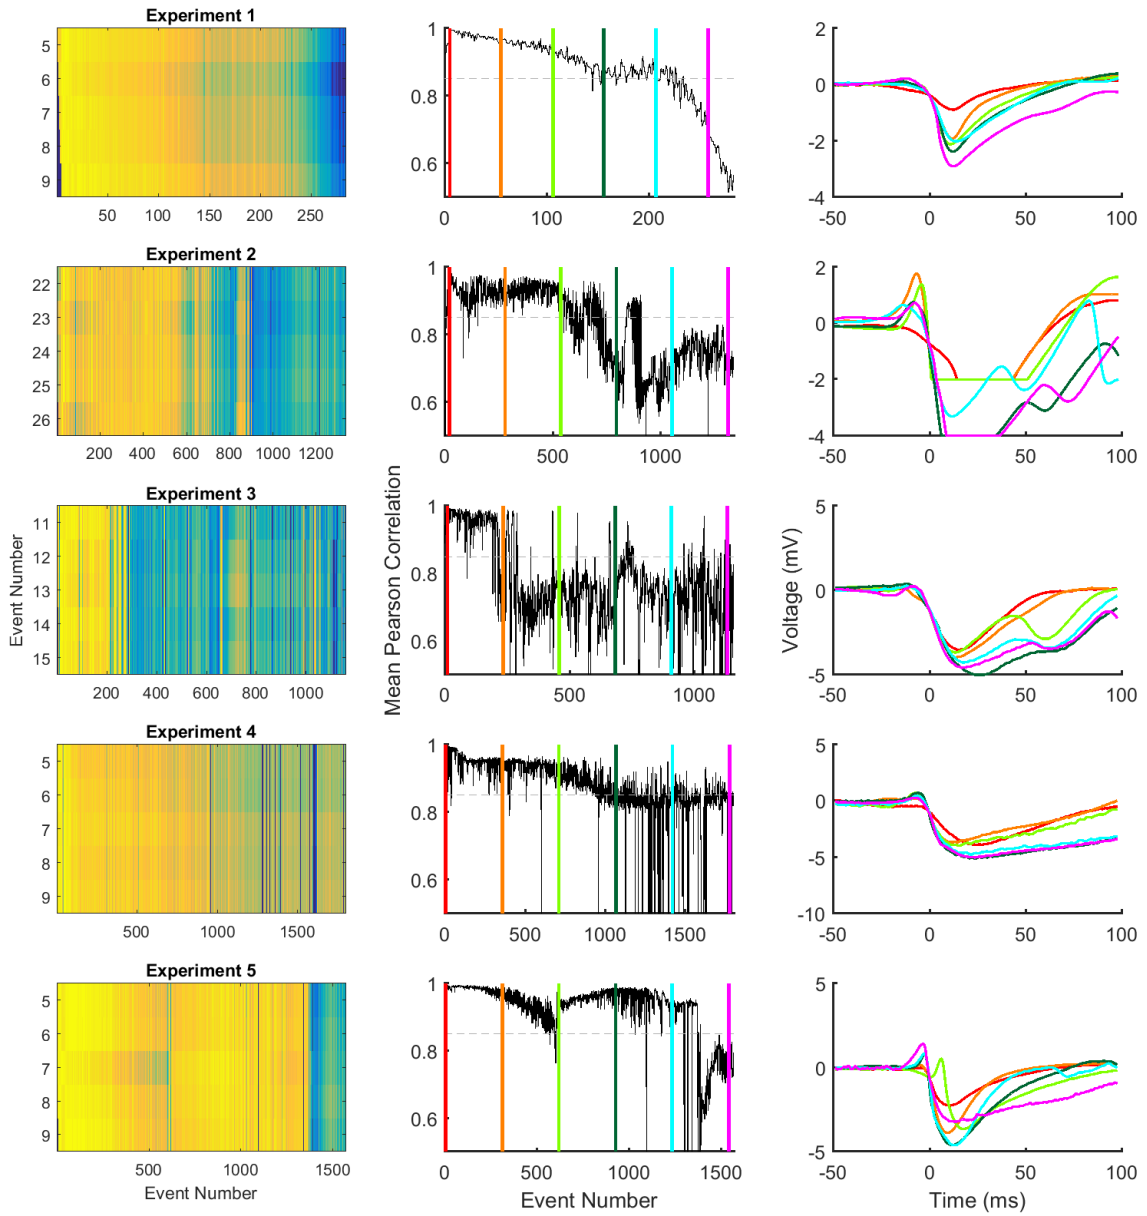 Experiment 1
5
6
7
8
9
50 100 150 200 250
1
0.8
0.6
0 100 200
2
0
-2
-4
-50 0 50 100
Experiment 2
22
23
24
25
26
200 400 600 800 1000 1200
1
0.8
0.6
0 500 1000
2
0
-2
-4
-50 0 50 100
Experiment 3
11
12
13
14
15
200 400 600 800 1000
1
0.8
0.6
0 500 1000
5
0
-5
-50 0 50 100
Event Number
Mean Pearson Correlation
Voltage (mV)
Experiment 4
5
6
7
8
9
500 1000 1500
1
0.8
0.6
0 500 1000 1500
5
0
-5
-10
-50 0 50 100
Experiment 5
5
6
7
8
9
500 1000 1500
Event Number
1
0.8
0.6
0 500 1000 1500
Event Number
5
0
-5
-50 0 50 100
Time (ms)